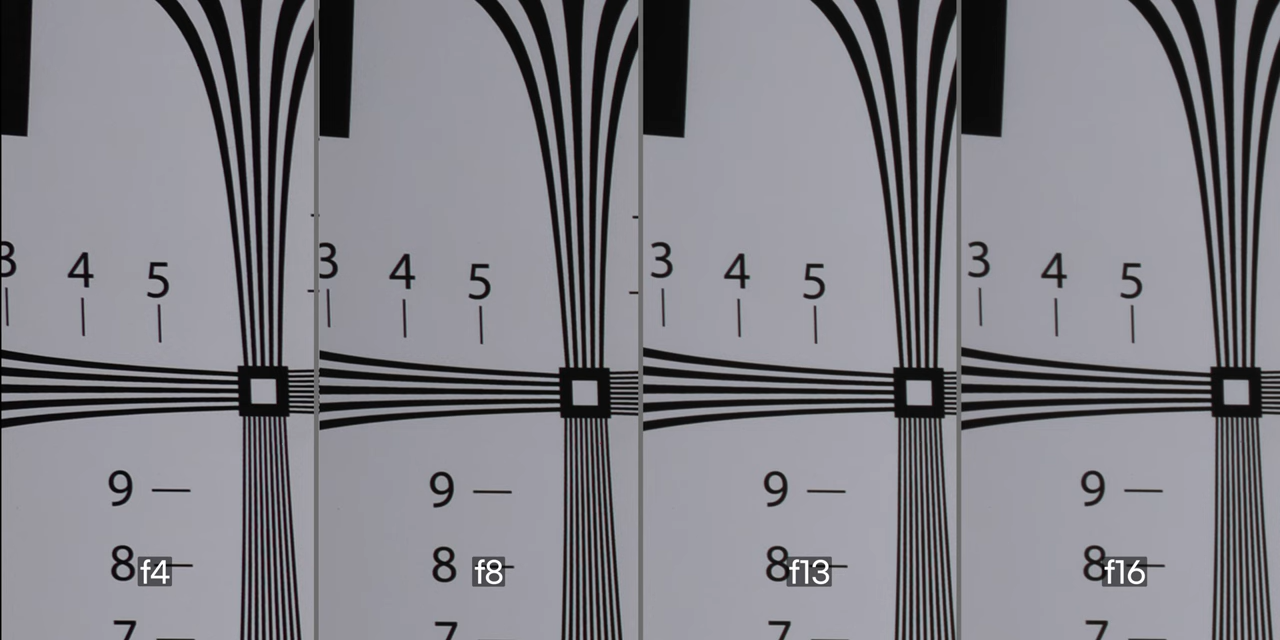 3 4 5 3 4 5 3 4 5 3 4 5
9 — 9 — 9 — 9 —
8 f4 8 f8 8 f13 8 f16
7 7 7 7